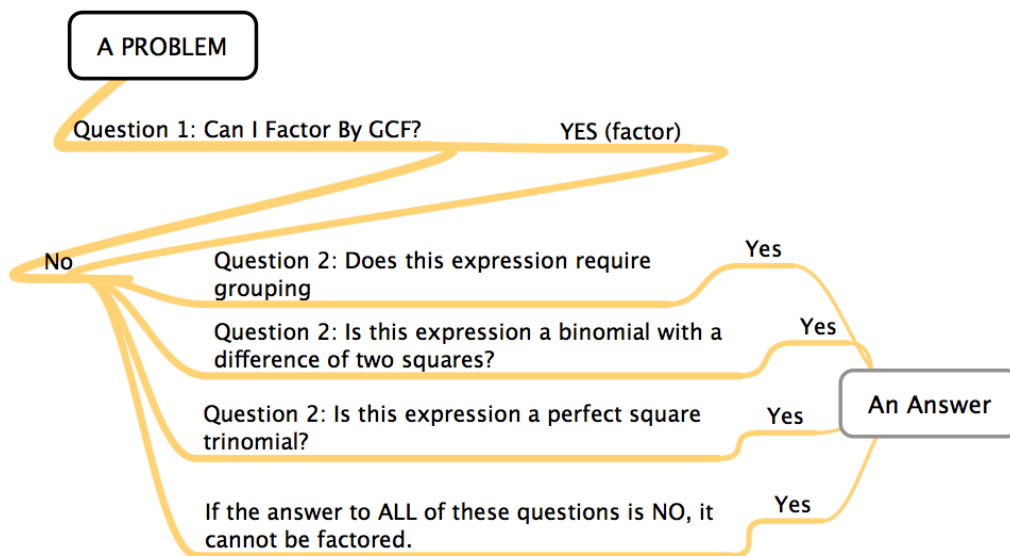 A PROBLEM
Question 1: Can I Factor By GCF?
YES (factor)
No
Question 2: Does this expression require
grouping
Yes
Question 2: Is this expression a binomial with a
difference of two squares?
Yes
Question 2: Is this expression a perfect square
trinomial?
Yes
An Answer
If the answer to ALL of these questions is NO, it
cannot be factored.
Yes